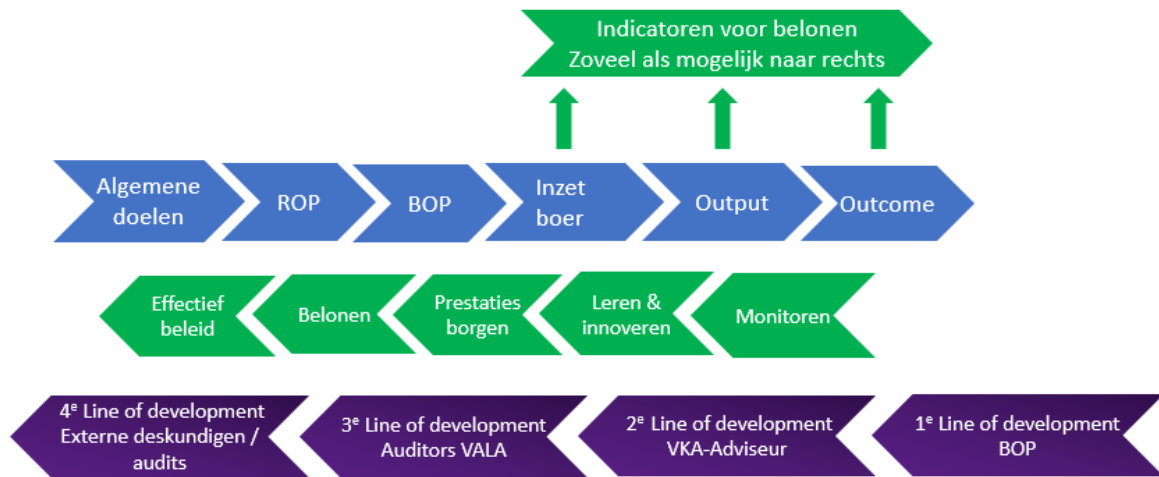 Indicatoren voor belonen
Zoveel als mogelijk naar rechts
Algemene
doelen
ROP
BOP
Inzet
boer
Output
Outcome
Effectief
beleid
Belonen
Prestaties
borgen
Leren &
innoveren
Monitoren
4e Line of development
Externe deskundigen /
audits
3e Line of development
Auditors VALA
2e Line of development
VKA-Adviseur
1e Line of development
BOP